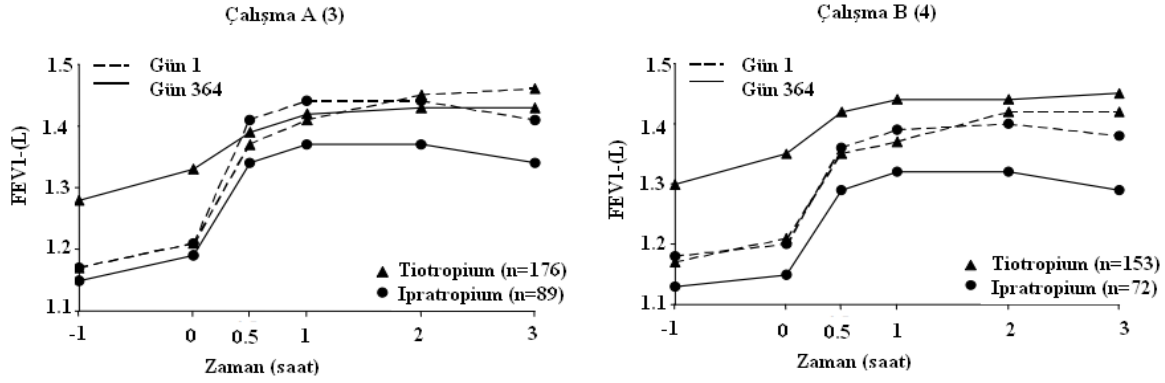 Çalışma A (3)
1.5
1.4
1.3
1.2
1.1
FEV1-(L)
Gün 1
Gün 364
Tiotropium (n=176)
Ipratropium (n=89)
-1
0
0.5
1
2
3
Zaman (saat)
Çalışma B (4)
1.5
1.4
1.3
1.2
1.1
FEV1-(L)
Gün 1
Gün 364
Tiotropium (n=153)
Ipratropium (n=72)
-1
0
0.5
1
2
3
Zaman (saat)